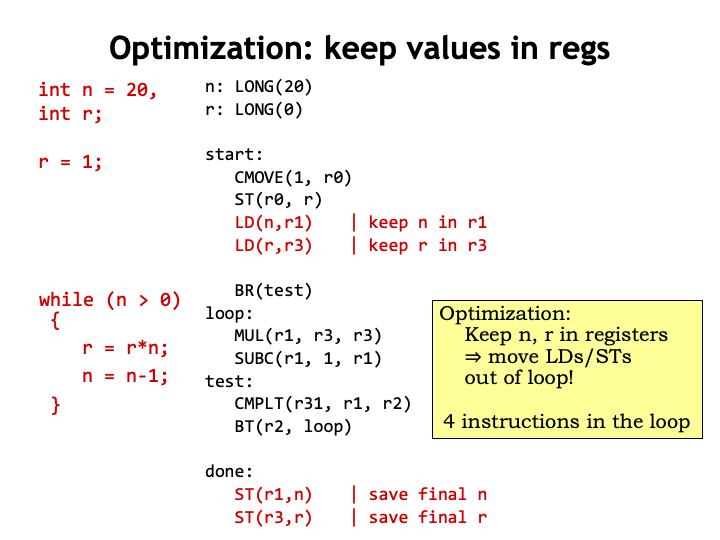 Optimization: keep values in regs
int n = 20,
int r;
r = 1;
while (n > 0)
{
r = r*n;
n = n-1;
}
n: LONG(20)
r: LONG(0)
start:
CMOVE(1, r0)
ST(r0, r)
LD(n,r1) | keep n in r1
LD(r,r3) | keep r in r3
BR(test)
loop:
MUL(r1, r3, r3)
SUBC(r1, 1, r1)
test:
CMPLT(r31, r1, r2)
BT(r2, loop)
done:
ST(r1,n) | save final n
ST(r3,r) | save final r
Optimization:
Keep n, r in registers
⇒ move LDs/STs
out of loop!
4 instructions in the loop